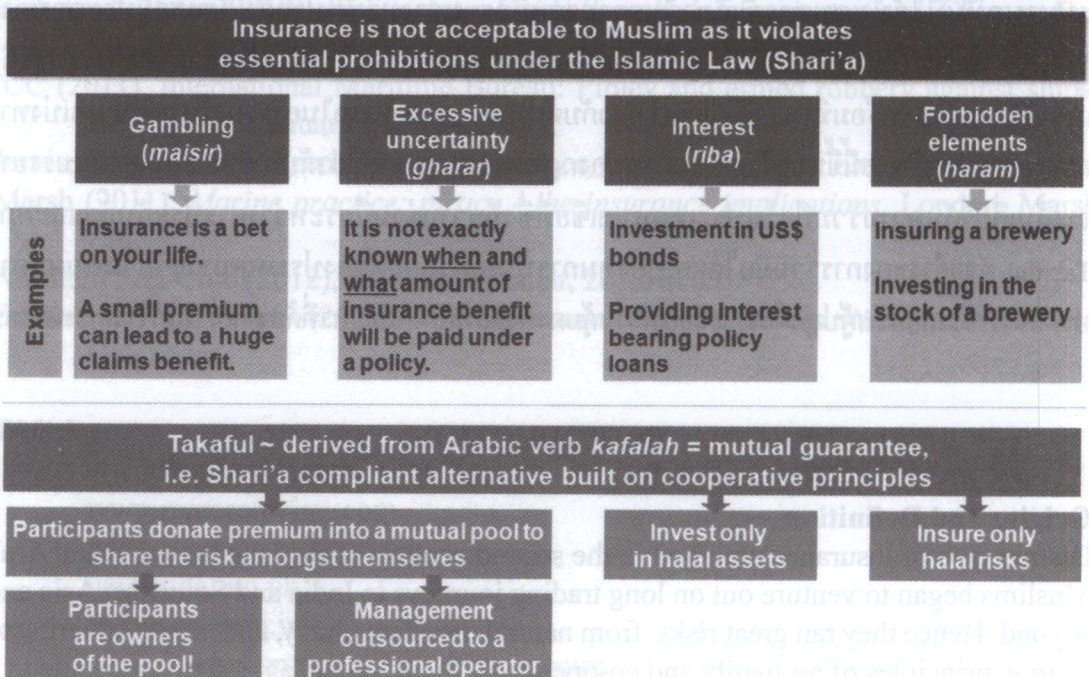 Insurance is not acceptable to Muslim as it violates
essential prohibitions under the Islamic Law (Shari'a)
Gambling
(maisir)
Excessive
uncertainty
(gharar)
Interest
(riba)
Forbidden
elements
(haram)
Examples
Insurance is a bet
on your life.
A small premium
can lead to a huge
claims benefit.
It is not exactly
known when and
what amount of
insurance benefit
will be paid under
a policy.
Investment in US$
bonds
Providing interest
bearing policy
loans
Insuring a brewery
Investing in the
stock of a brewery
Takaful ~ derived from Arabic verb kafalah = mutual guarantee,
i.e. Shari'a compliant alternative built on cooperative principles
Participants donate premium into a mutual pool to
share the risk amongst themselves
Invest only
in halal assets
Insure only
halal risks
Participants
are owners
of the pool!
Management
outsourced to a
professional operator